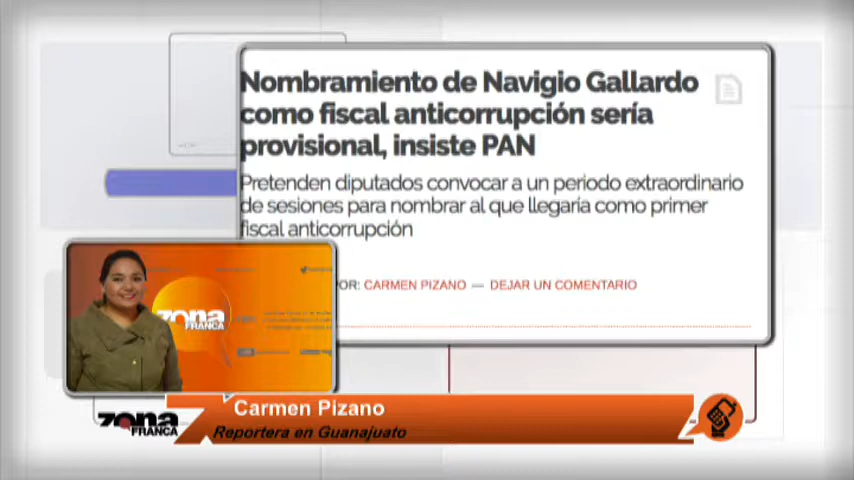 Nombramiento de Navigio Gallardo
como fiscal anticorrupción sería
provisional, insiste PAN
Pretenden diputados convocar a un periodo extraordinario
de sesiones para nombrar al que llegaría como primer
fiscal anticorrupción
POR: CARMEN PIZANO — DEJAR UN COMENTARIO
zona
FRANCA
Carmen Pizano
Reportera en Guanajuato
zona
FRANCA